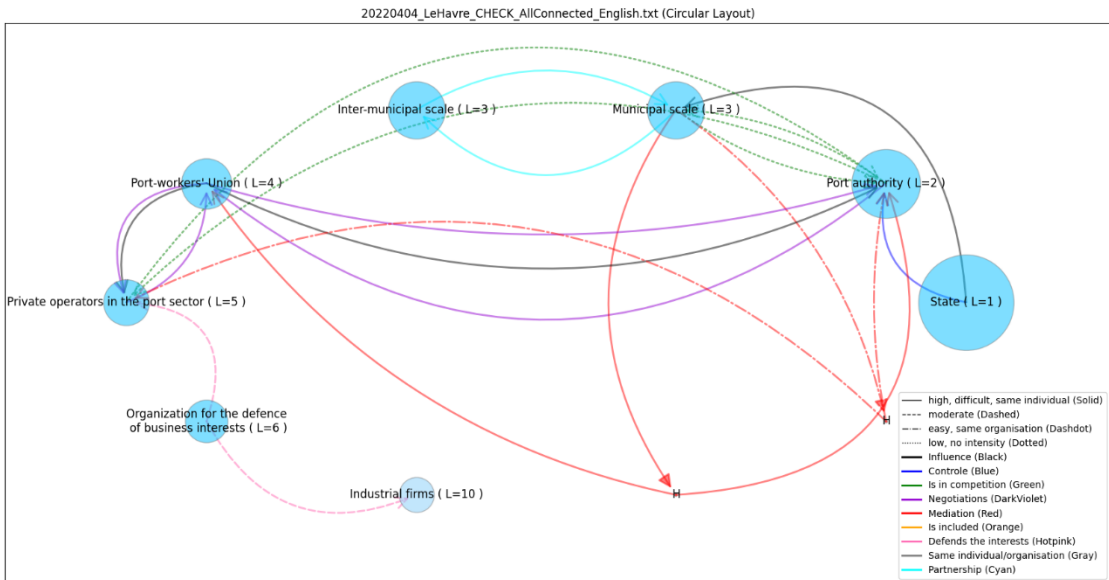 20220404_LeHavre_CHECK_AllConnected_English.txt (Circular Layout)
Inter-municipal scale ( L=3 )
Municipal scale ( L=3 )
Port-workers' Union ( L=4 )
Port authority ( L=2 )
Private operators in the port sector ( L=5 )
State ( L=1 )
Organization for the defence
of business interests ( L=6 )
H
Industrial firms ( L=10 )
H
high, difficult, same individual (Solid)
moderate (Dashed)
easy, same organisation (Dashdot)
low, no intensity (Dotted)
Influence (Black)
Controle (Blue)
Is in competition (Green)
Negotiations (DarkViolet)
Mediation (Red)
Is included (Orange)
Defends the interests (Hotpink)
Same individual/organisation (Gray)
Partnership (Cyan)